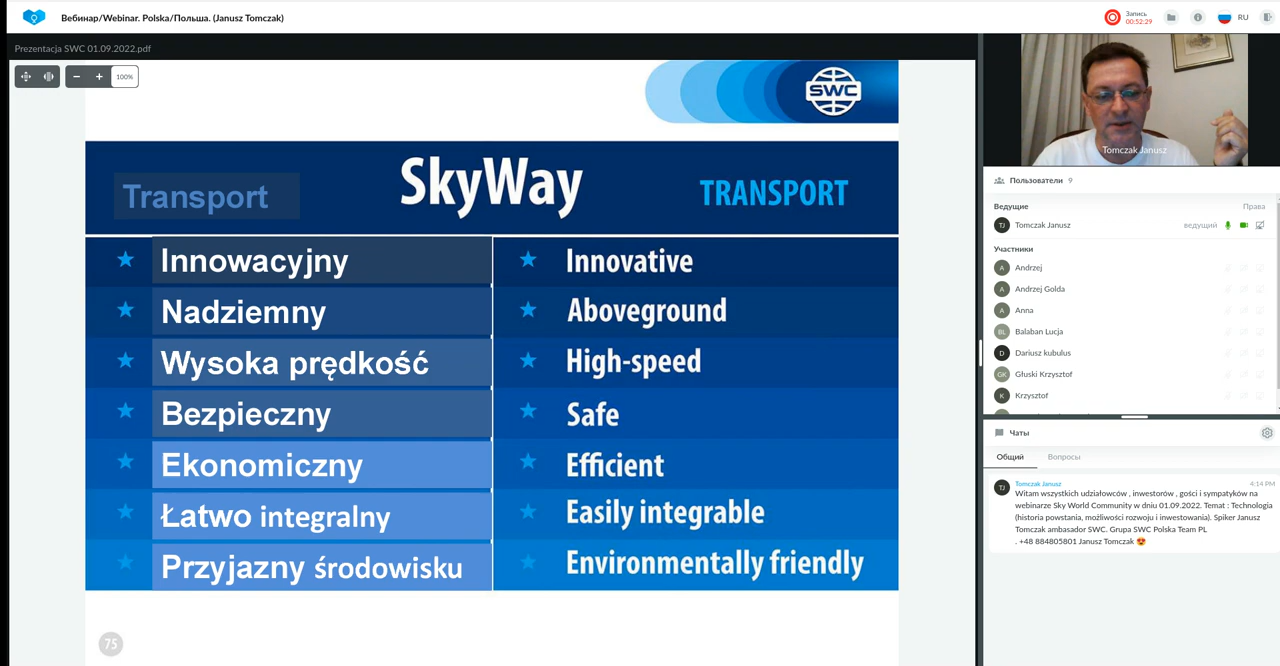 Вебинар/Webinar. Polska/Польша. (Janusz Tomczak)
Запись
00:52:29
RU
Prezentacja SWC 01.09.2022.pdf
100%
SWC
Transport
SkyWay
TRANSPORT
Innowacyjny
Innovative
Nadziemny
Aboveground
Wysoka prędkość
High-speed
Bezpieczny
Safe
Ekonomiczny
Efficient
Łatwo integralny
Easily integrable
Przyjazny środowisku
Environmentally friendly
75
Tomczak Janusz
Пользователи 9
Ведущие
Права
TJ Tomczak Janusz ведущий
Участники
A Andrzej
A Andrzej Golda
A Anna
BL Balaban Lucja
D Dariusz kubulus
GK Głuski Krzysztof
K Krzysztof
Чаты
Общий Вопросы
TJ Tomczak Janusz 4:14 PM
Witam wszystkich udziałowców , inwestorów , gości i sympatyków na
webinarze Sky World Community w dniu 01.09.2022. Temat : Technologia
(historia powstania, możliwości rozwoju i inwestowania). Spiker Janusz
Tomczak ambasador SWC. Grupa SWC Polska Team PL
. +48 884805801 Janusz Tomczak 😍